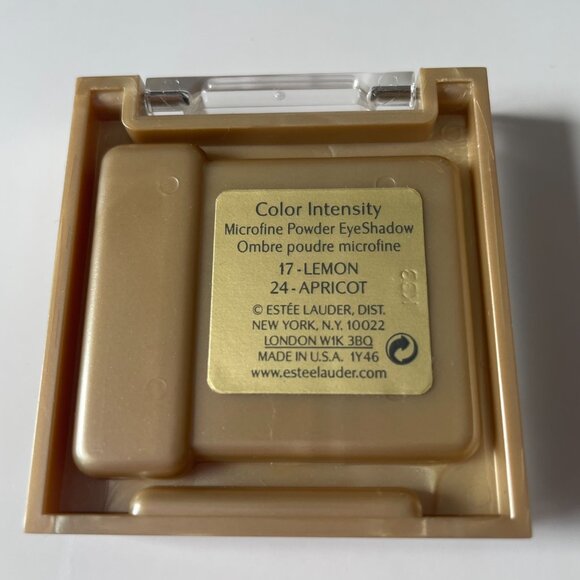 Color Intensity
Microfine Powder EyeShadow
Ombre poudre microfine
17-LEMON
24-APRICOT
© ESTÉE LAUDER, DIST.
NEW YORK, N.Y. 10022
LONDON W1K 3BQ
MADE IN U.S.A. 1Y46
www.esteelauder.com